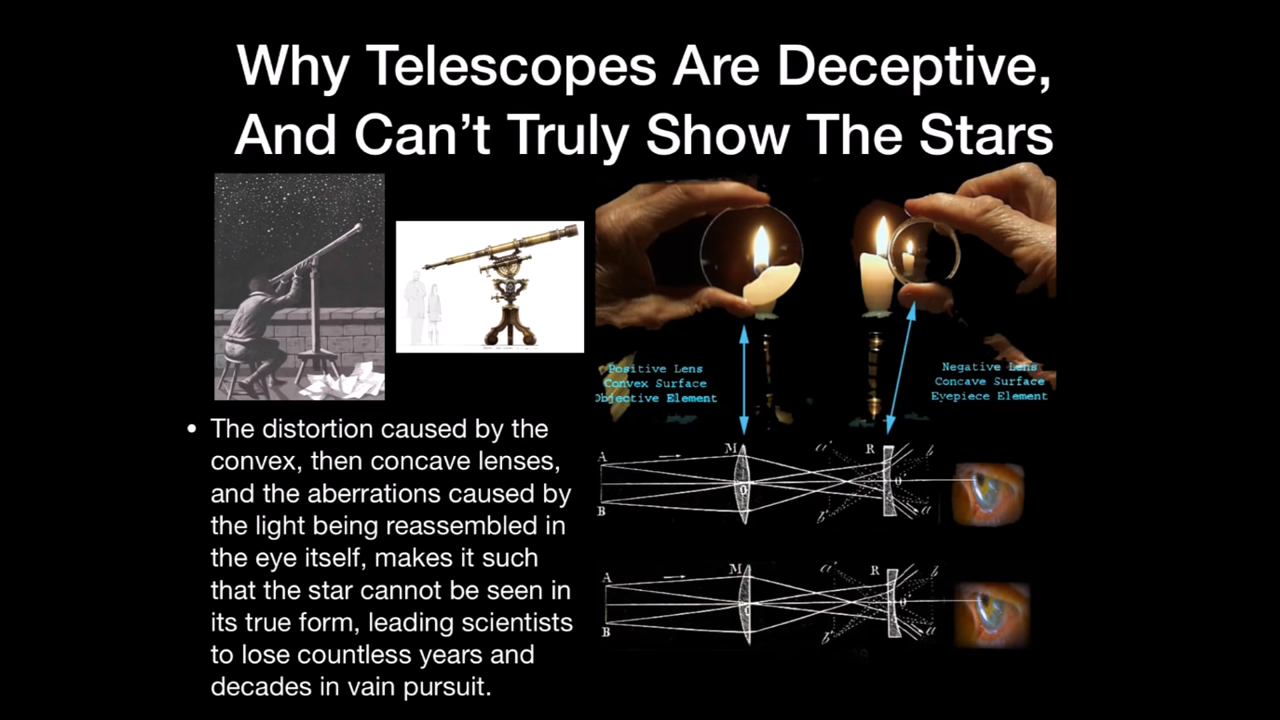 Why Telescopes Are Deceptive,
And Can't Truly Show The Stars
• The distortion caused by the
convex, then concave lenses,
and the aberrations caused by
the light being reassembled in
the eye itself, makes it such
that the star cannot be seen in
its true form, leading scientists
to lose countless years and
decades in vain pursuit.
Positive Lens
Convex Surface
Objective Element
Negative Lens
Concave Surface
Eyepiece Element
A
M
a'
R
b
O
O'
B
b'
a
A
M
a'
R
b
O'
B
b'
a